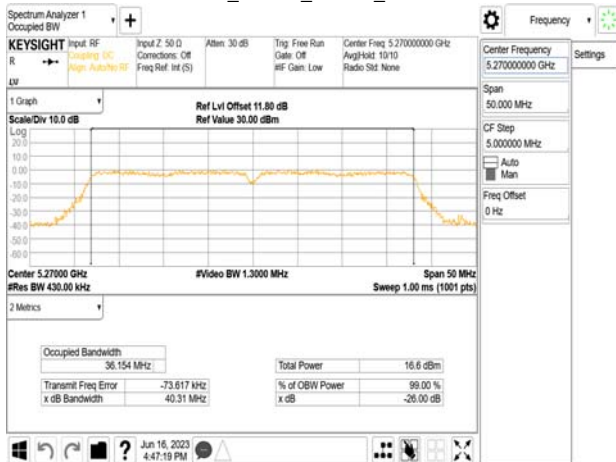 Spectrum Analyzer 1
Occupied BW
+
Frequency
KEYSIGHT Input: RF Input Z: 50 Ω Atten: 30 dB Trig: Free Run Center Freq: 5.270000000 GHz
R Coupling: DC Corrections: Off Gate: Off Avg|Hold: 10/10
Align: Auto/No RF Freq Ref: Int (S) #IF Gain: Low Radio Std: None
LV
Center Frequency
5.270000000 GHz
Settings
Span
50.000 MHz
CF Step
5.000000 MHz
Auto
Man
Freq Offset
0 Hz
1 Graph
Ref Lvl Offset 11.80 dB
Scale/Div 10.0 dB Ref Value 30.00 dBm
Log
20.0
10.0
0.00
-10.0
-20.0
-30.0
-40.0
-50.0
-60.0
Center 5.27000 GHz #Video BW 1.3000 MHz Span 50 MHz
#Res BW 430.00 kHz Sweep 1.00 ms (1001 pts)
2 Metrics
Occupied Bandwidth
36.154 MHz Total Power 16.6 dBm
Transmit Freq Error -73.617 kHz % of OBW Power 99.00 %
x dB Bandwidth 40.31 MHz x dB -26.00 dB
?
Jun 16, 2023
4:47:19 PM